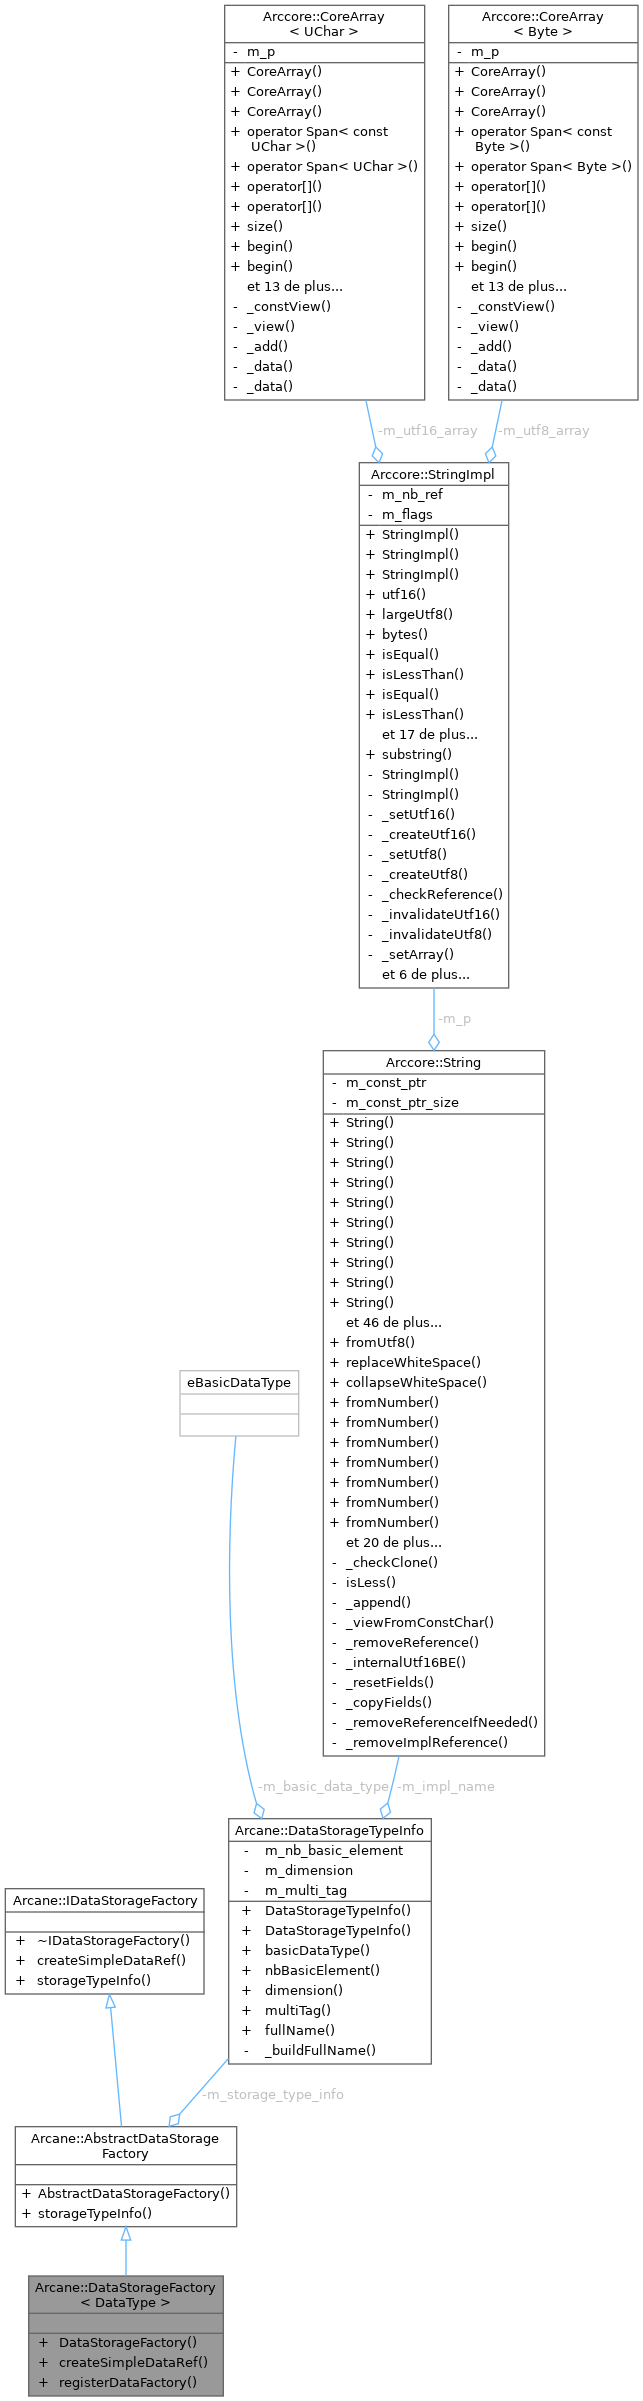 Arccore::CoreArray
< UChar >
- m_p
+ CoreArray()
+ CoreArray()
+ CoreArray()
+ operator Span< const
UChar >()
+ operator Span< UChar >()
+ operator[]()
+ operator[]()
+ size()
+ begin()
+ begin()
et 13 de plus...
- _constView()
- _view()
- _add()
- _data()
- _data()
Arccore::CoreArray
< Byte >
- m_p
+ CoreArray()
+ CoreArray()
+ CoreArray()
+ operator Span< const
Byte >()
+ operator Span< Byte >()
+ operator[]()
+ operator[]()
+ size()
+ begin()
+ begin()
et 13 de plus...
- _constView()
- _view()
- _add()
- _data()
- _data()
-m_utf16_array
-m_utf8_array
Arccore::StringImpl
- m_nb_ref
- m_flags
+ StringImpl()
+ StringImpl()
+ StringImpl()
+ utf16()
+ largeUtf8()
+ bytes()
+ isEqual()
+ isLessThan()
+ isEqual()
+ isLessThan()
et 17 de plus...
+ substring()
- StringImpl()
- StringImpl()
- _setUtf16()
- _createUtf16()
- _setUtf8()
- _createUtf8()
- _checkReference()
- _invalidateUtf16()
- _invalidateUtf8()
- _setArray()
et 6 de plus...
-m_p
Arccore::String
- m_const_ptr
- m_const_ptr_size
+ String()
+ String()
+ String()
+ String()
+ String()
+ String()
+ String()
+ String()
+ String()
+ String()
et 46 de plus...
+ fromUtf8()
+ replaceWhiteSpace()
+ collapseWhiteSpace()
+ fromNumber()
+ fromNumber()
+ fromNumber()
+ fromNumber()
+ fromNumber()
+ fromNumber()
+ fromNumber()
et 20 de plus...
- _checkClone()
- isLess()
- _append()
- _viewFromConstChar()
- _removeReference()
- _internalUtf16BE()
- _resetFields()
- _copyFields()
- _removeReferenceIfNeeded()
- _removeImplReference()
eBasicDataType
-m_basic_data_type
-m_impl_name
Arcane::DataStorageTypeInfo
- m_nb_basic_element
- m_dimension
- m_multi_tag
+ DataStorageTypeInfo()
+ DataStorageTypeInfo()
+ basicDataType()
+ nbBasicElement()
+ dimension()
+ multiTag()
+ fullName()
- _buildFullName()
Arcane::IDataStorageFactory
+ ~IDataStorageFactory()
+ createSimpleDataRef()
+ storageTypeInfo()
-m_storage_type_info
Arcane::AbstractDataStorage
Factory
+ AbstractDataStorageFactory()
+ storageTypeInfo()
Arcane::DataStorageFactory
< DataType >
+ DataStorageFactory()
+ createSimpleDataRef()
+ registerDataFactory()